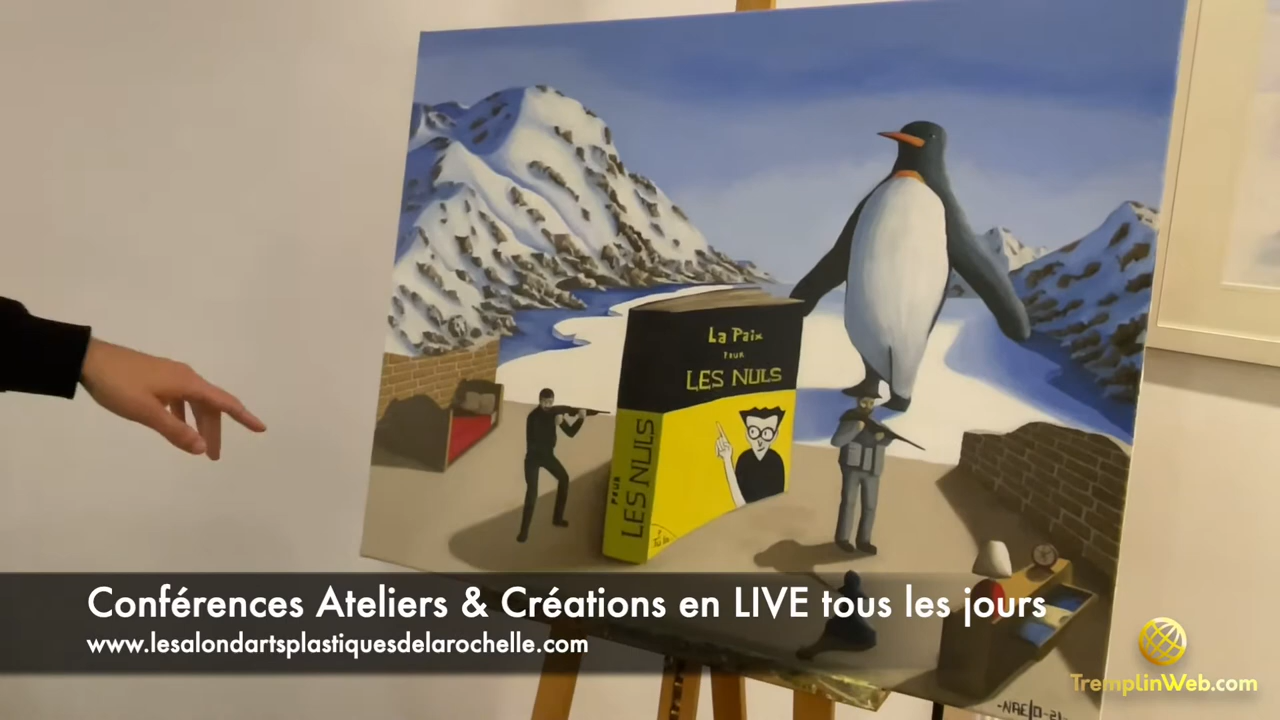 La Paix
POUR
LES NULS
POUR
LES NULS
Conférences Ateliers & Créations en LIVE tous les jours
www.lesalondartsplastiquesdelarochelle.com
TremplinWeb.com